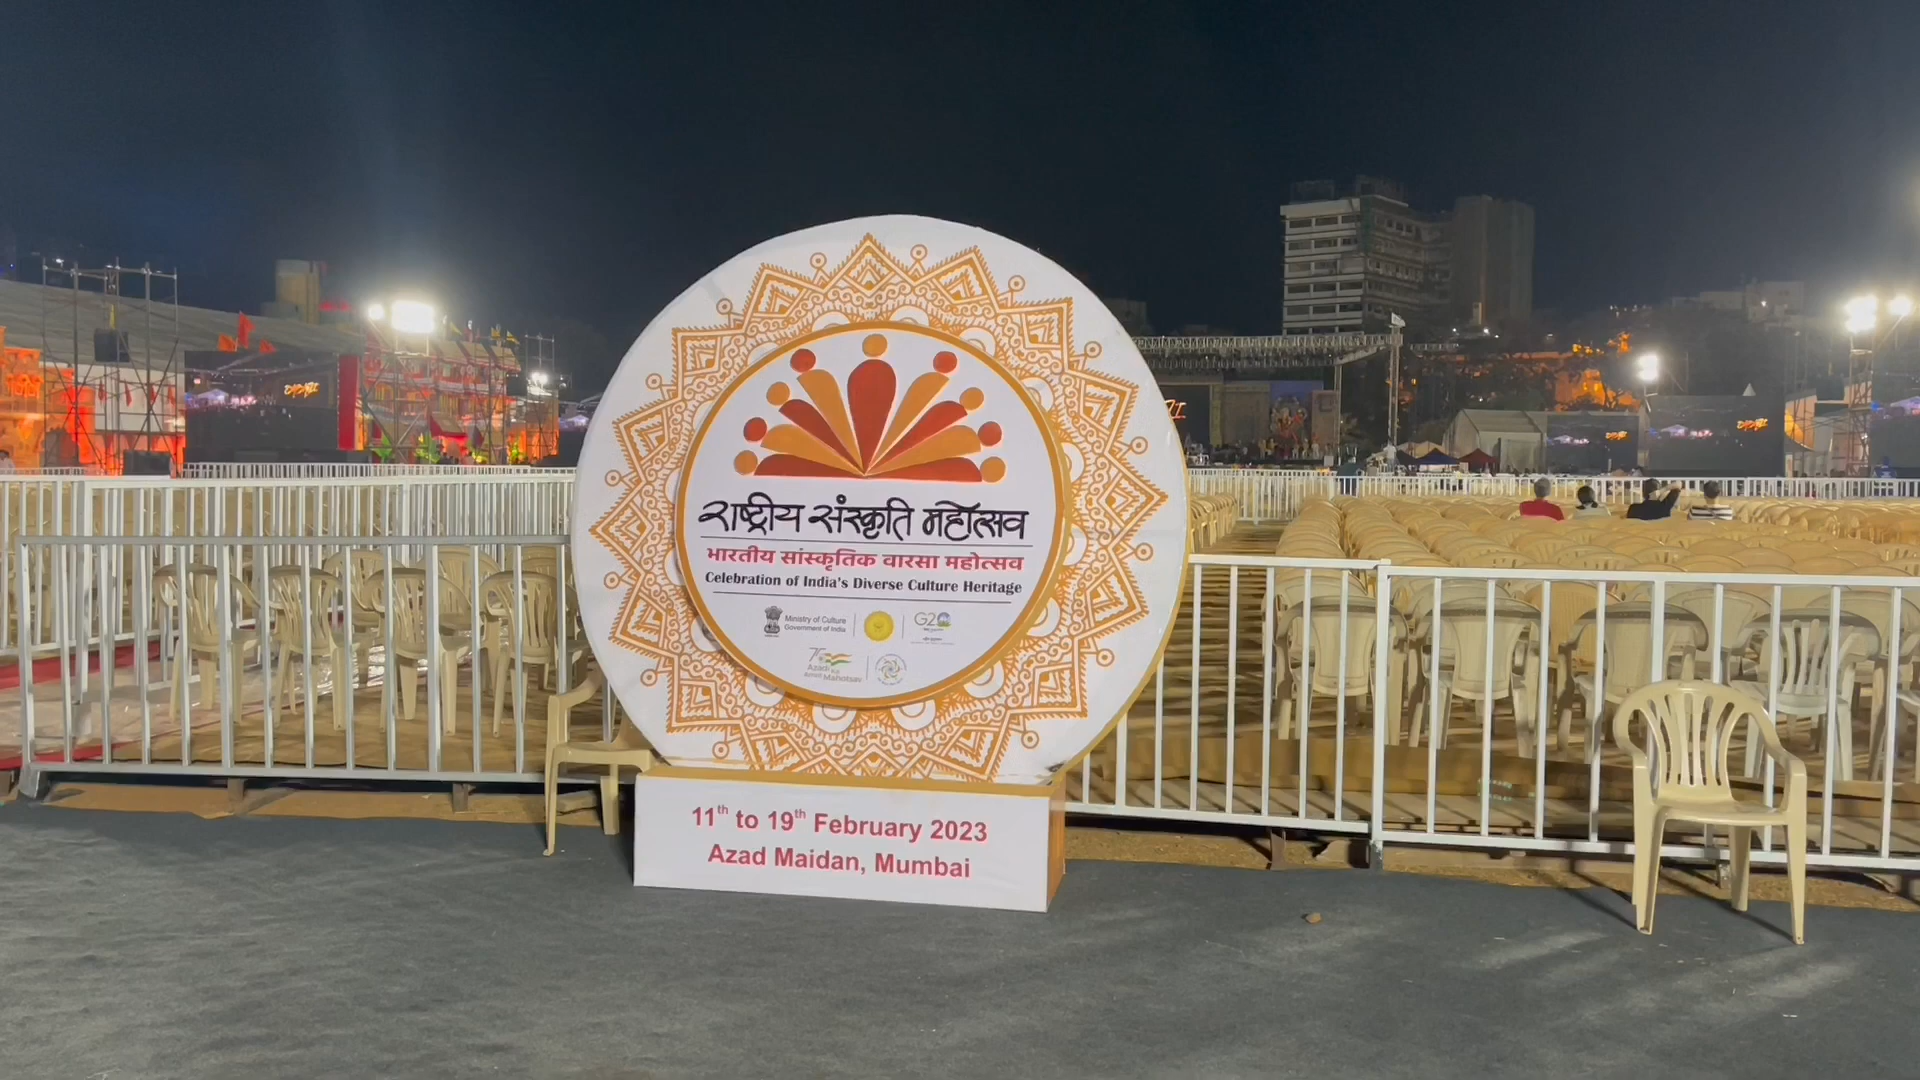 राष्ट्रीय संस्कृति महोत्सव
भारतीय सांस्कृतिक वारसा महोत्सव
Celebration of India's Diverse Culture Heritage
Ministry of Culture
Government of India
G20
75
Azadi Ka
Amrit Mahotsav
11th to 19th February 2023
Azad Maidan, Mumbai